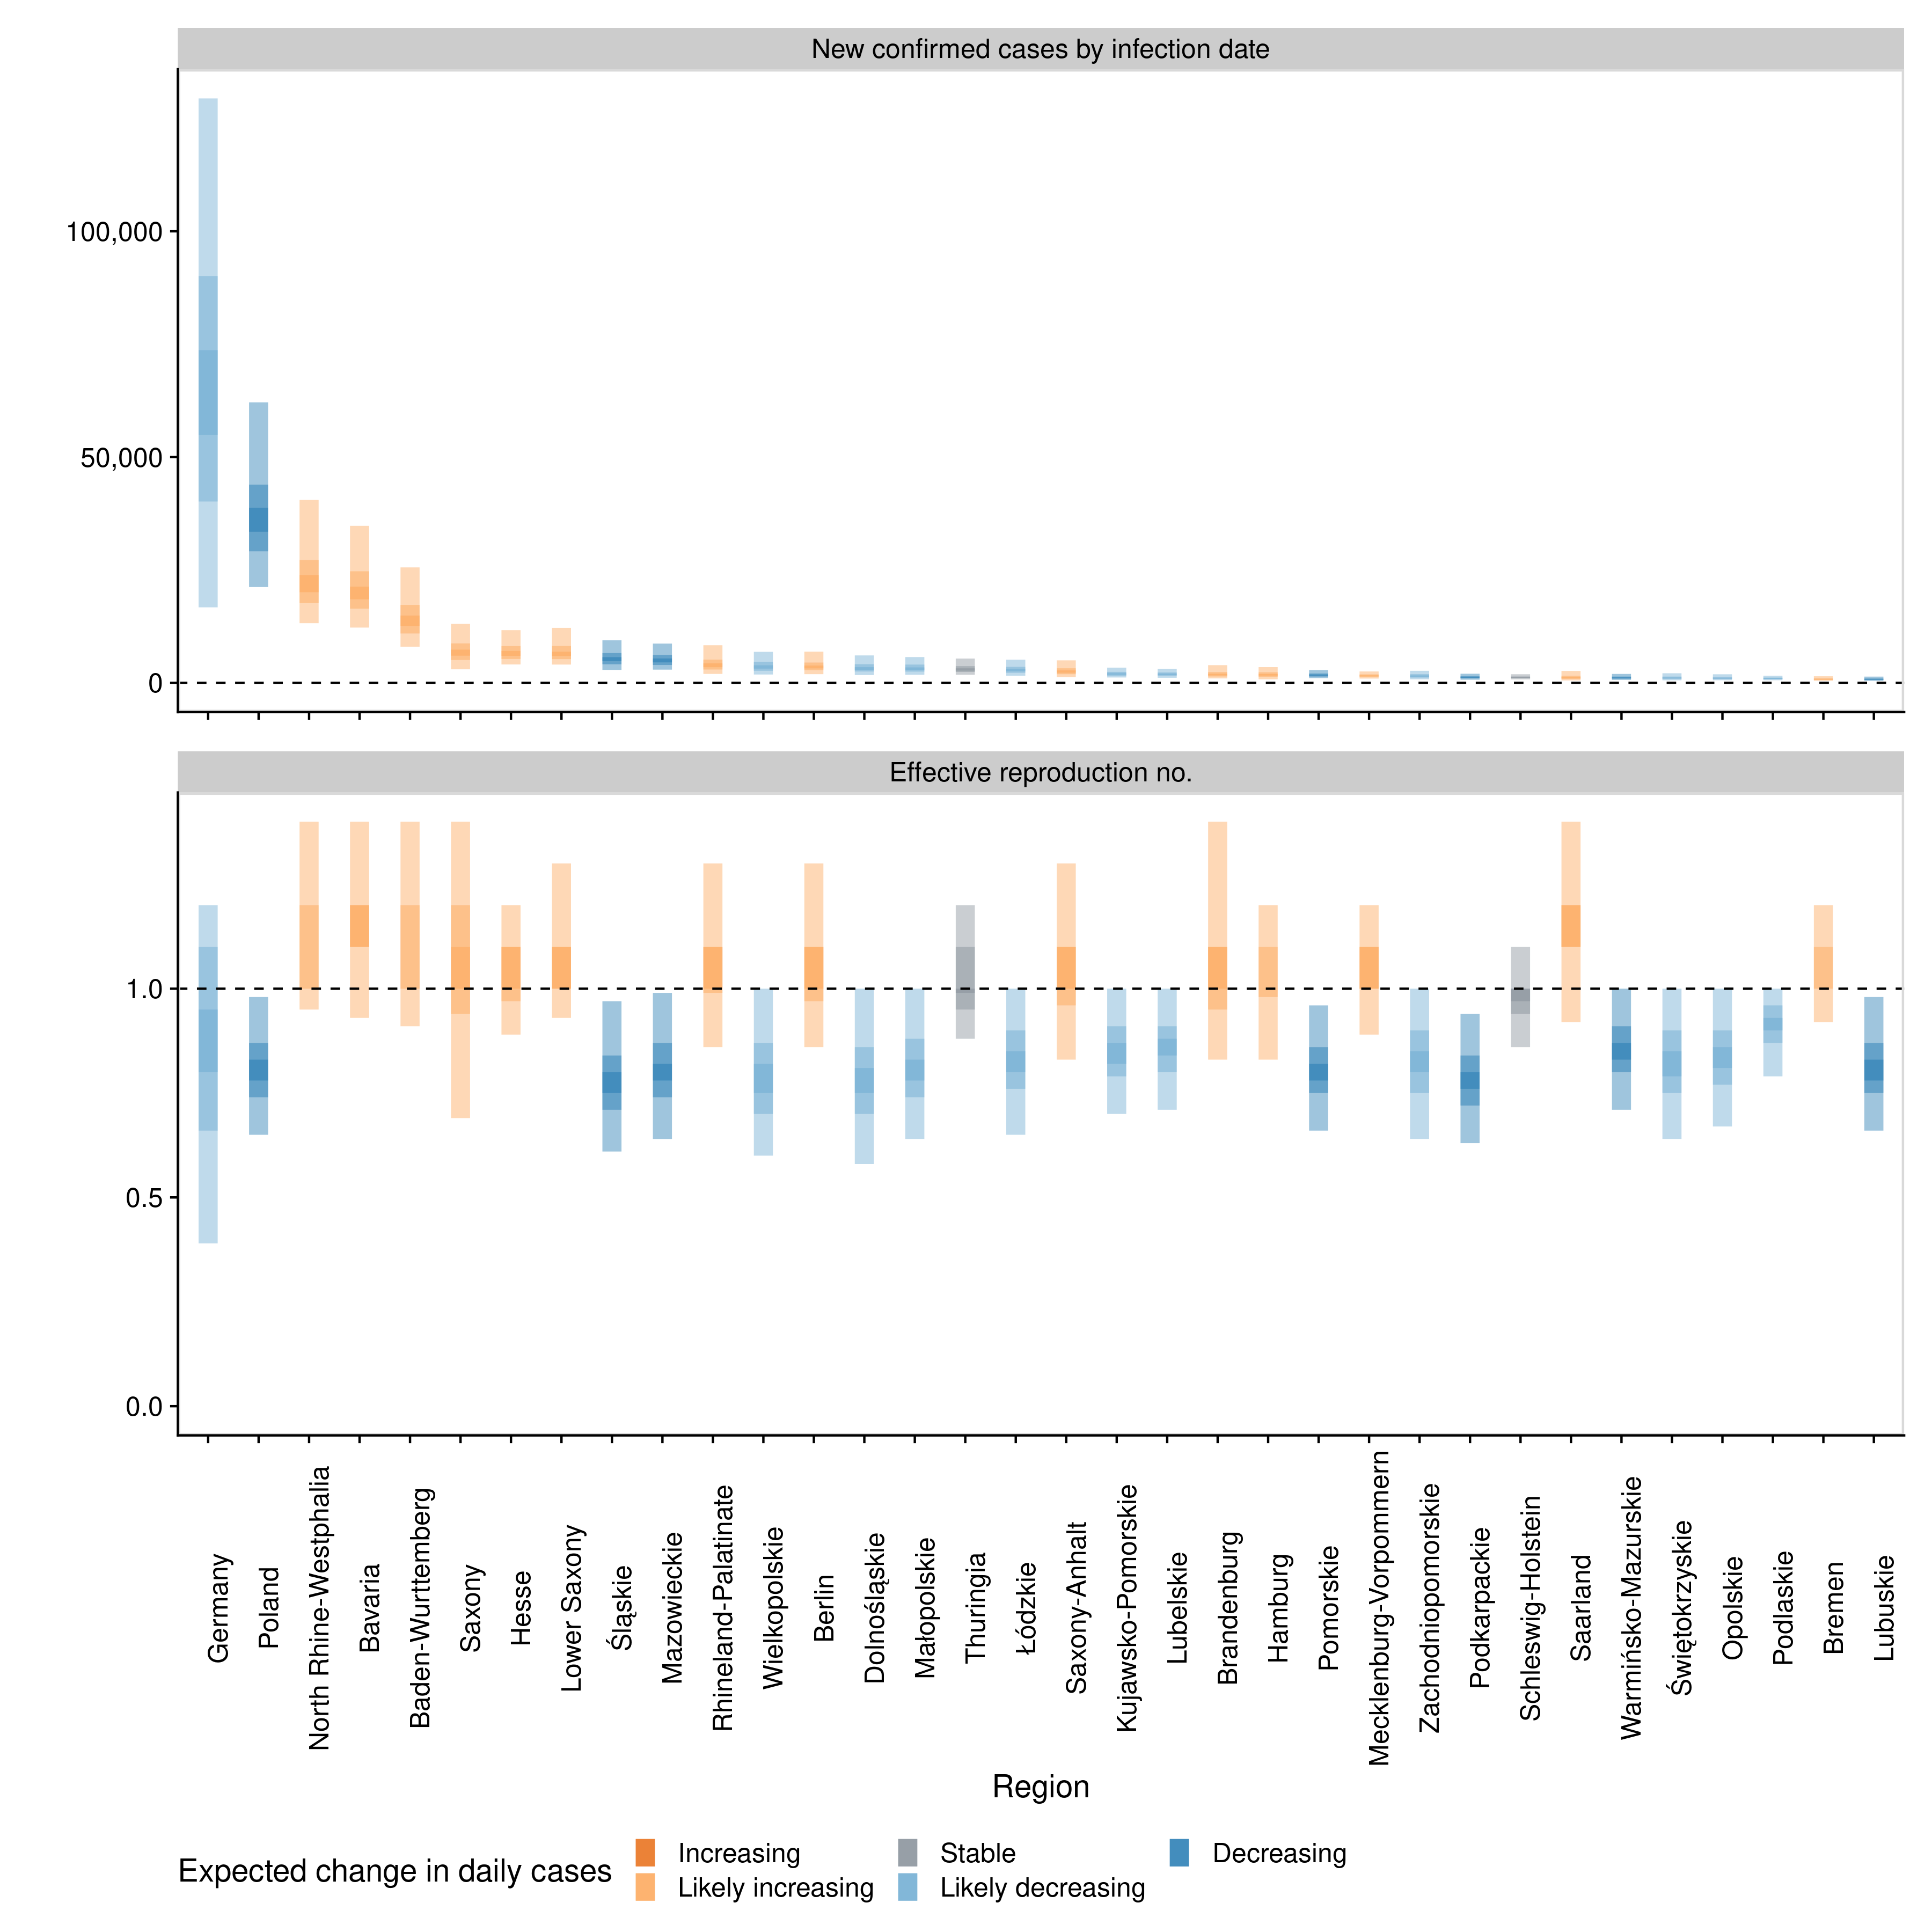 New confirmed cases by infection date
100,000
50,000
0
Effective reproduction no.
1.0
0.5
0.0
Germany
Poland
North Rhine-Westphalia
Bavaria
Baden-Wurttemberg
Saxony
Hesse
Lower Saxony
Śląskie
Mazowieckie
Rhineland-Palatinate
Wielkopolskie
Berlin
Dolnośląskie
Małopolskie
Thuringia
Łódzkie
Saxony-Anhalt
Kujawsko-Pomorskie
Lubelskie
Brandenburg
Hamburg
Pomorskie
Mecklenburg-Vorpommern
Zachodniopomorskie
Podkarpackie
Schleswig-Holstein
Saarland
Warmińsko-Mazurskie
Świętokrzyskie
Opolskie
Podlaskie
Bremen
Lubuskie
Region
Expected change in daily cases
Increasing
Likely increasing
Stable
Likely decreasing
Decreasing